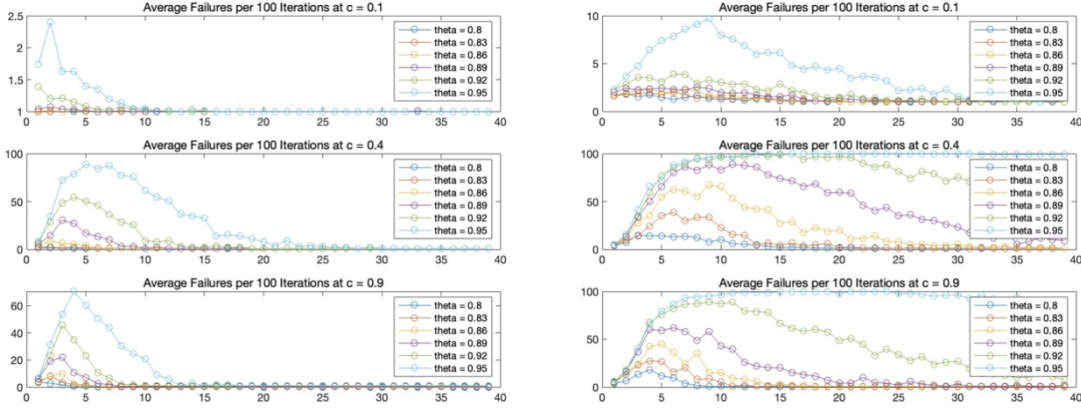 Average Failures per 100 Iterations at c = 0.1
2.5
2
1.5
1
theta = 0.8
theta = 0.83
theta = 0.86
theta = 0.89
theta = 0.92
theta = 0.95
0 5 10 15 20 25 30 35 40
Average Failures per 100 Iterations at c = 0.4
100
50
0
theta = 0.8
theta = 0.83
theta = 0.86
theta = 0.89
theta = 0.92
theta = 0.95
0 5 10 15 20 25 30 35 40
Average Failures per 100 Iterations at c = 0.9
60
40
20
0
theta = 0.8
theta = 0.83
theta = 0.86
theta = 0.89
theta = 0.92
theta = 0.95
0 5 10 15 20 25 30 35 40
Average Failures per 100 Iterations at c = 0.1
10
5
0
theta = 0.8
theta = 0.83
theta = 0.86
theta = 0.89
theta = 0.92
theta = 0.95
0 5 10 15 20 25 30 35 40
Average Failures per 100 Iterations at c = 0.4
100
50
0
theta = 0.8
theta = 0.83
theta = 0.86
theta = 0.89
theta = 0.92
theta = 0.95
0 5 10 15 20 25 30 35 40
Average Failures per 100 Iterations at c = 0.9
100
50
0
theta = 0.8
theta = 0.83
theta = 0.86
theta = 0.89
theta = 0.92
theta = 0.95
0 5 10 15 20 25 30 35 40